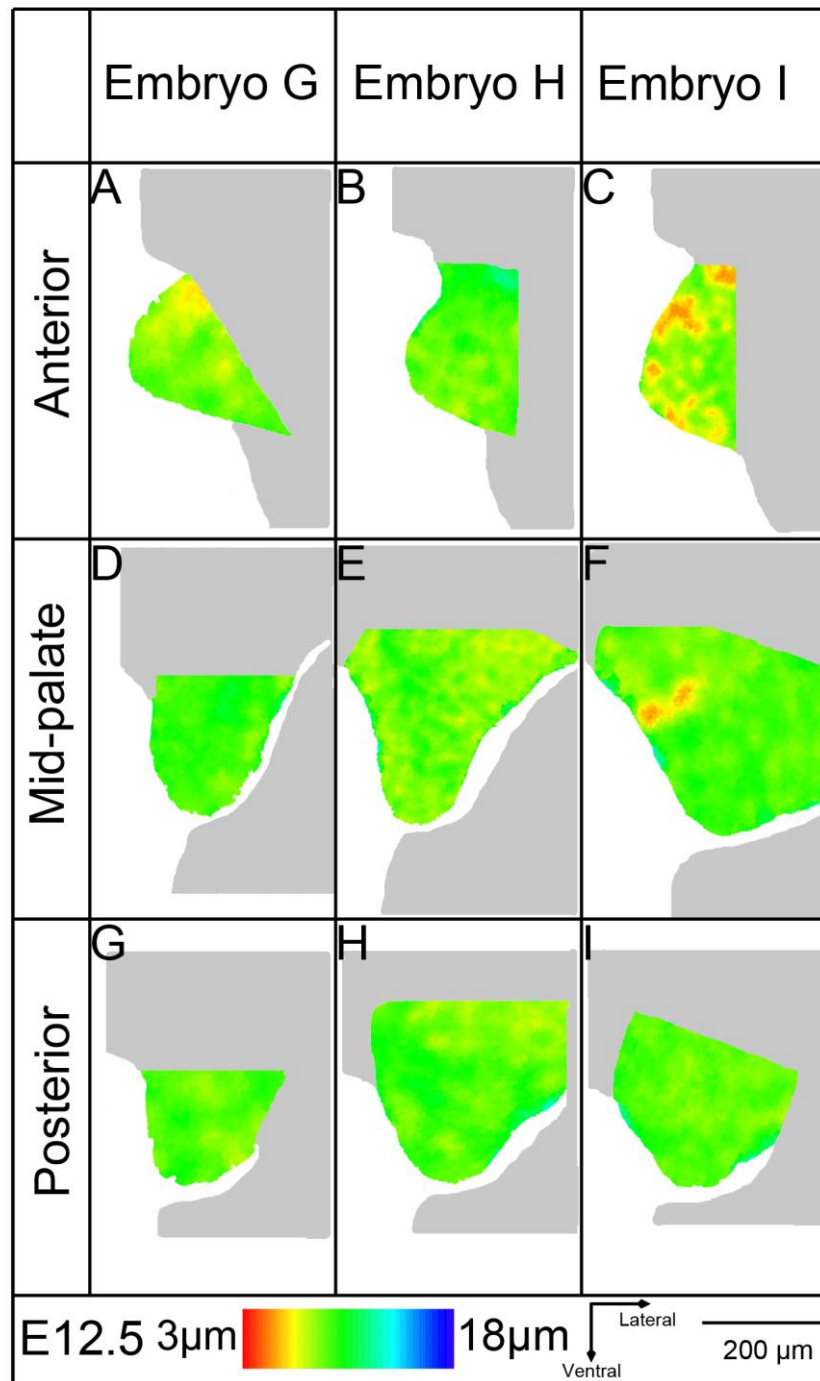 Embryo G Embryo H Embryo I
Anterior
A B C
Mid-palate
D E F
Posterior
G H I
E12.5 3µm 18µm
Lateral
Ventral
200 µm